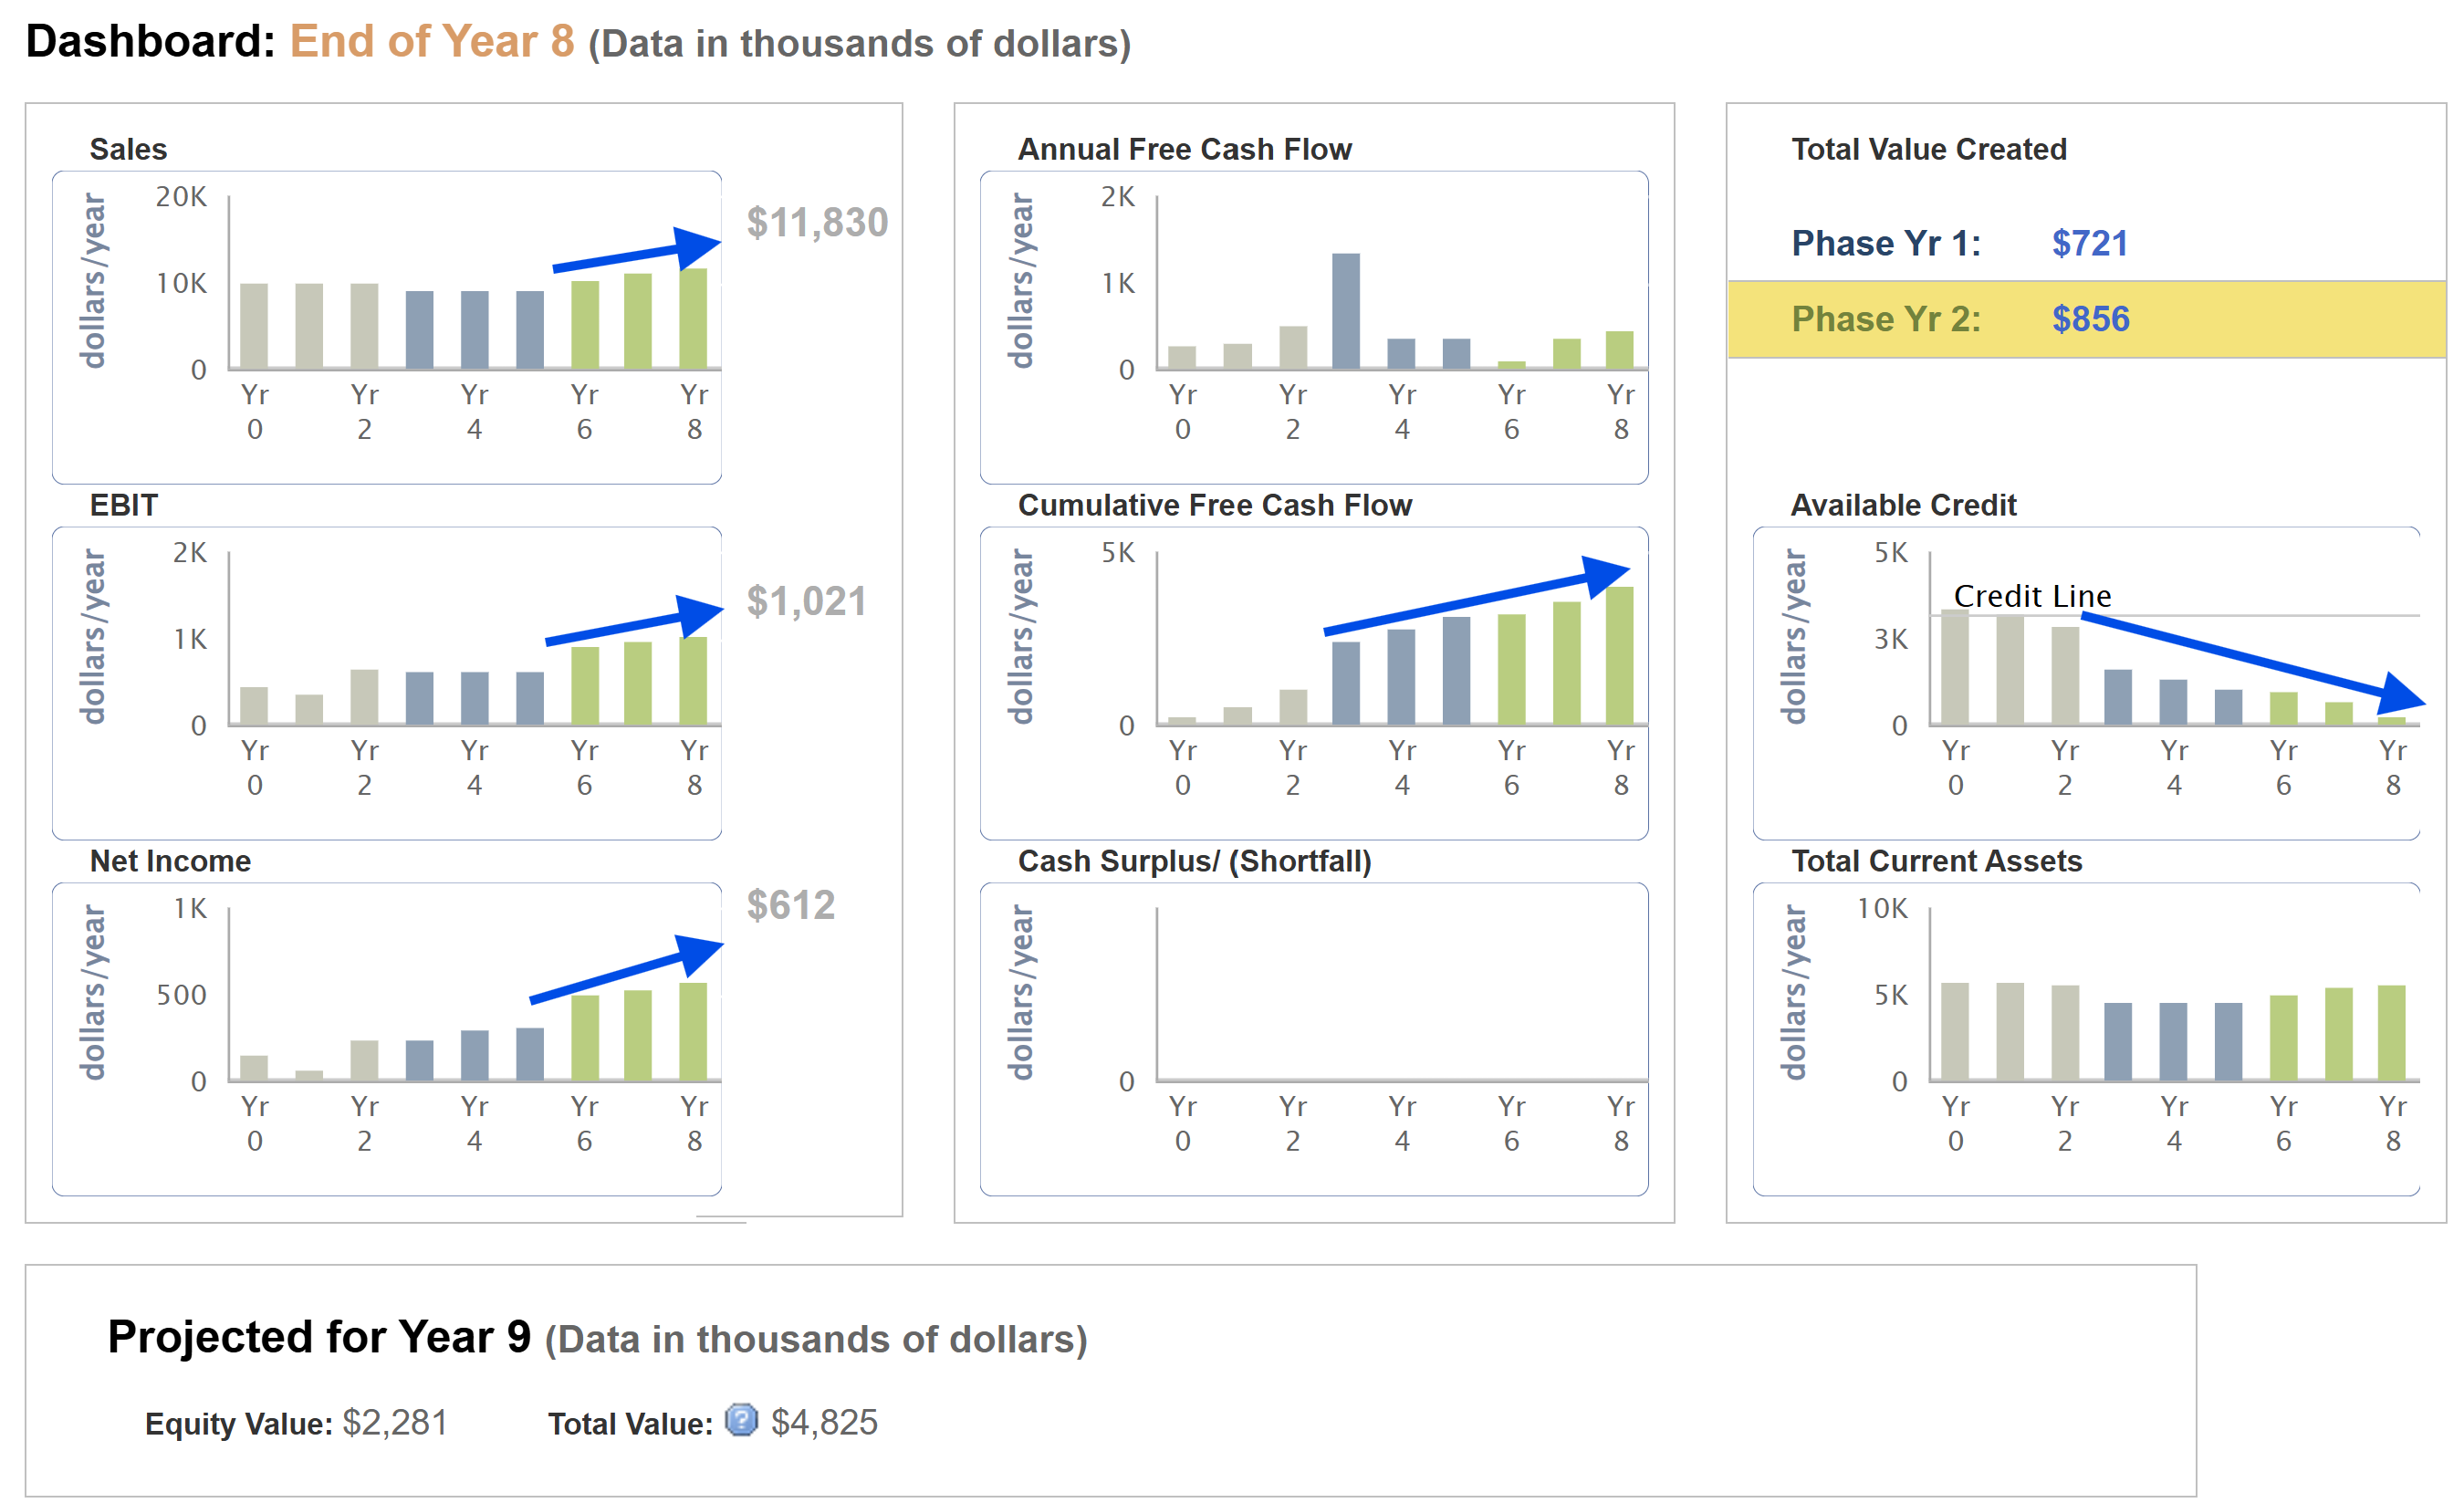 Dashboard: End of Year 8 (Data in thousands of dollars)
Sales
dollars/year
20K
10K
0
Yr 0
Yr 2
Yr 4
Yr 6
Yr 8
$11,830
EBIT
dollars/year
2K
1K
0
Yr 0
Yr 2
Yr 4
Yr 6
Yr 8
$1,021
Net Income
dollars/year
1K
500
0
Yr 0
Yr 2
Yr 4
Yr 6
Yr 8
$612
Annual Free Cash Flow
dollars/year
2K
1K
0
Yr 0
Yr 2
Yr 4
Yr 6
Yr 8
Cumulative Free Cash Flow
dollars/year
5K
0
Yr 0
Yr 2
Yr 4
Yr 6
Yr 8
Cash Surplus/ (Shortfall)
dollars/year
0
Yr 0
Yr 2
Yr 4
Yr 6
Yr 8
Total Value Created
Phase Yr 1: $721
Phase Yr 2: $856
Available Credit
dollars/year
5K
Credit Line
3K
0
Yr 0
Yr 2
Yr 4
Yr 6
Yr 8
Total Current Assets
dollars/year
10K
5K
0
Yr 0
Yr 2
Yr 4
Yr 6
Yr 8
Projected for Year 9 (Data in thousands of dollars)
Equity Value: $2,281 Total Value: ? $4,825